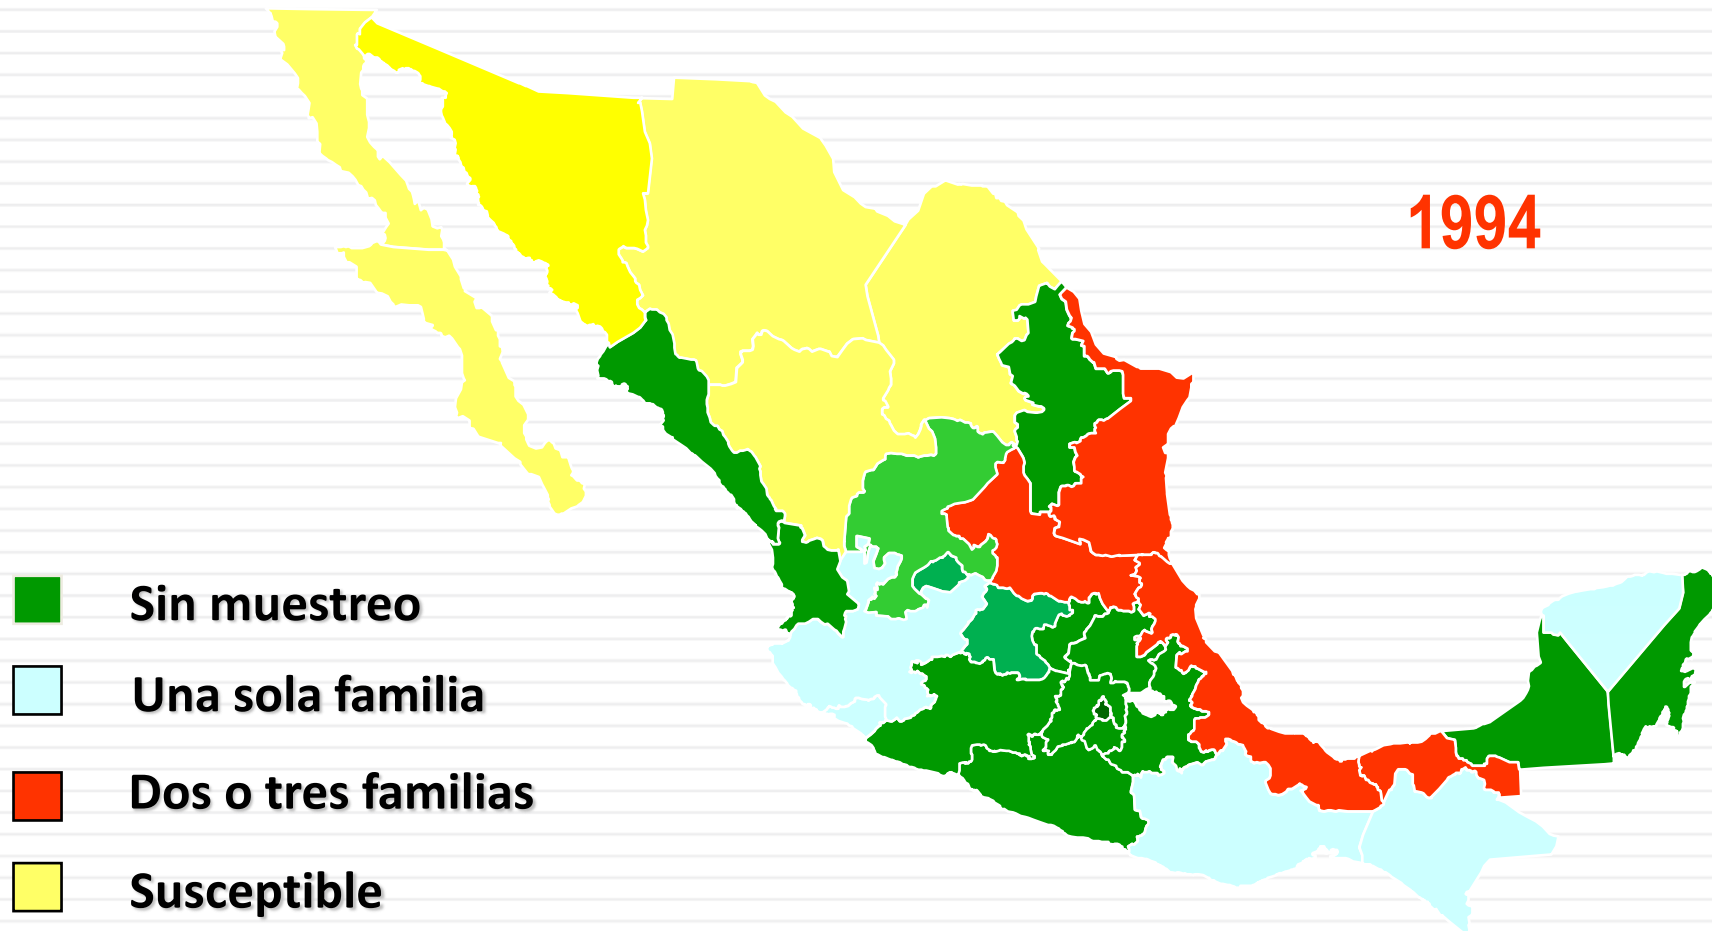 1994
Sin muestreo
Una sola familia
Dos o tres familias
Susceptible